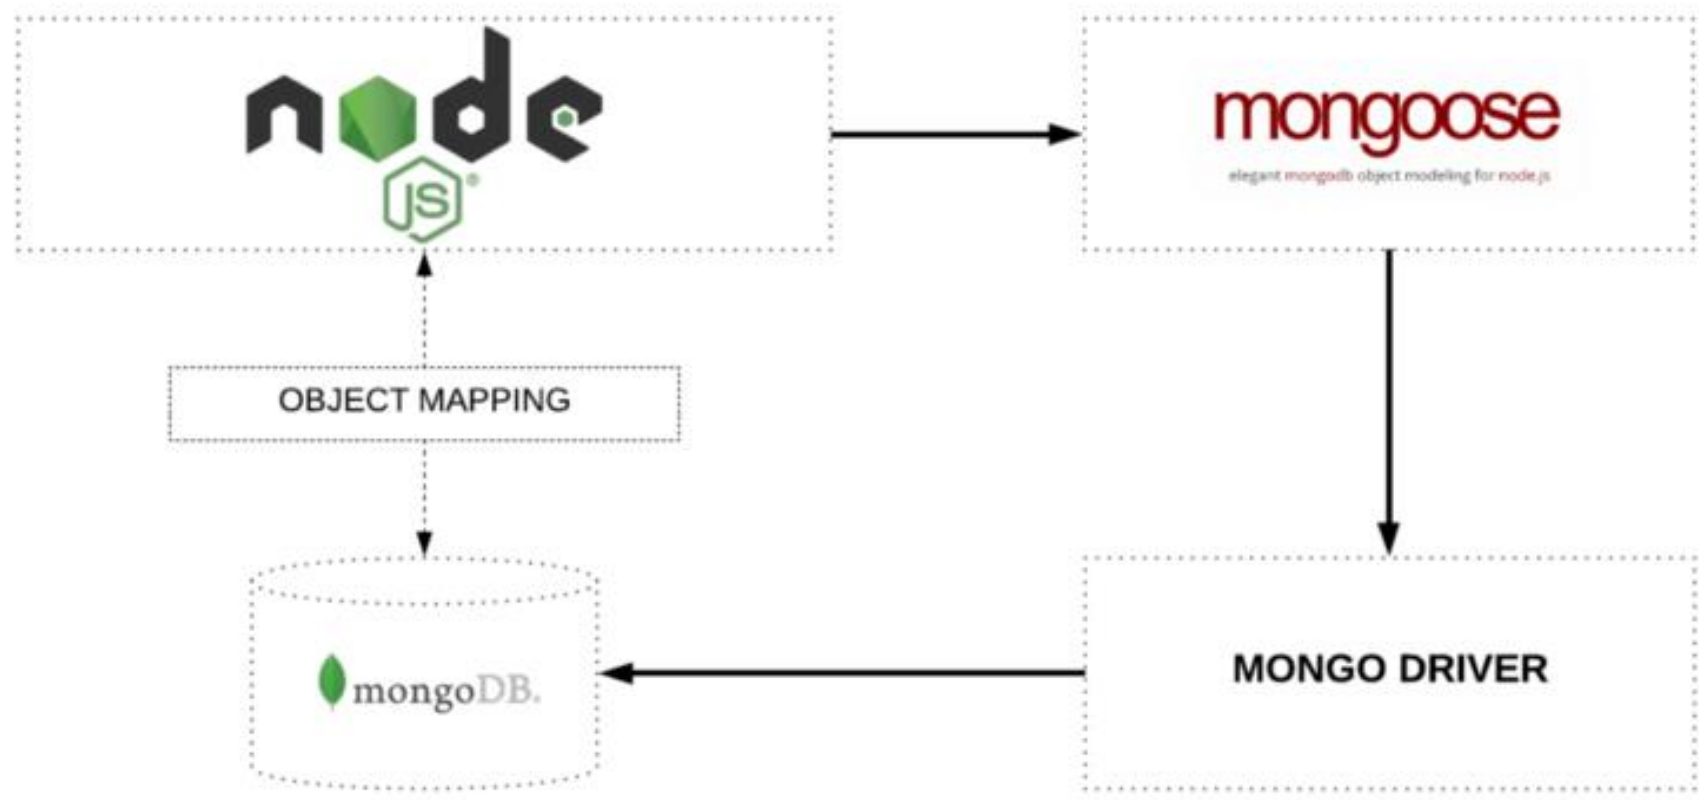 node
JS®
mongoose
elegant mongodb object modeling for node.js
OBJECT MAPPING
mongoDB.
MONGO DRIVER